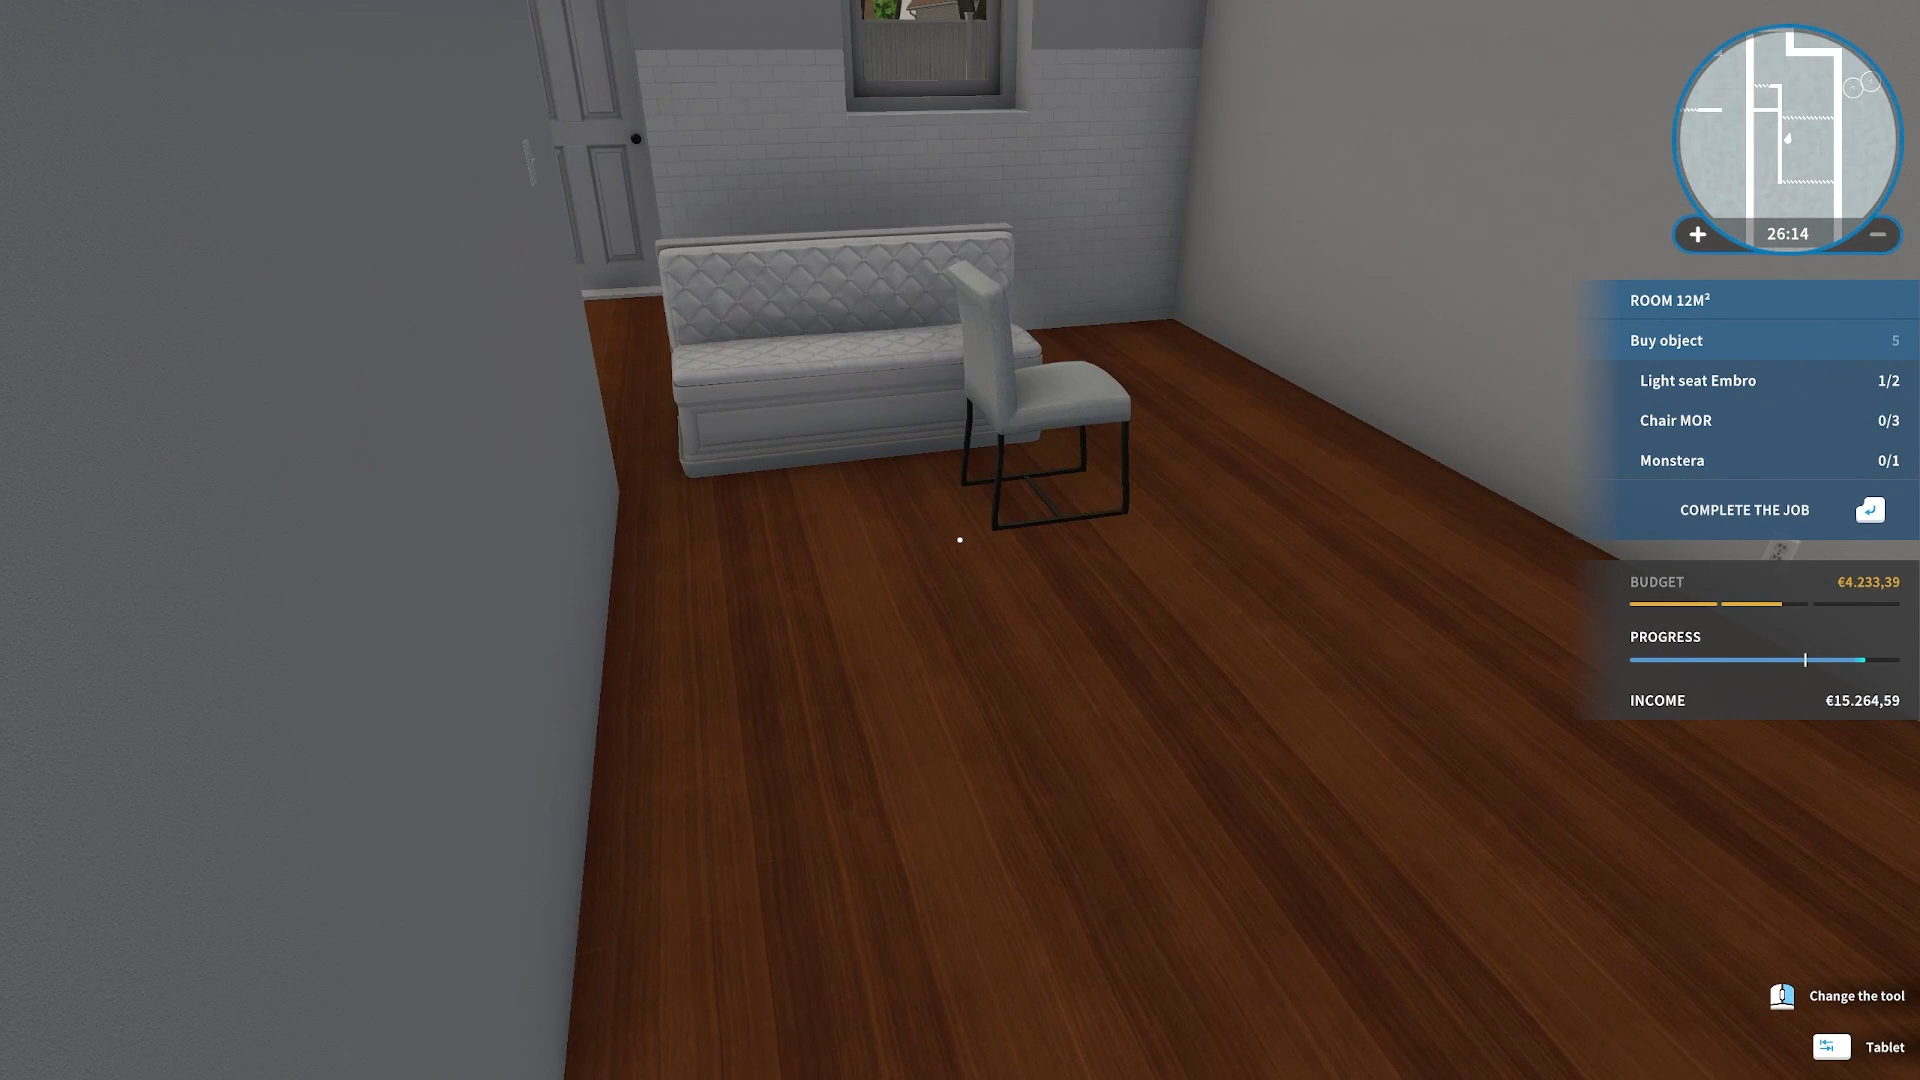 26:14
ROOM 12M²
Buy object 5
Light seat Embro 1/2
Chair MOR 0/3
Monstera 0/1
COMPLETE THE JOB
BUDGET €4.233,39
PROGRESS
INCOME €15.264,59
Change the tool
Tablet